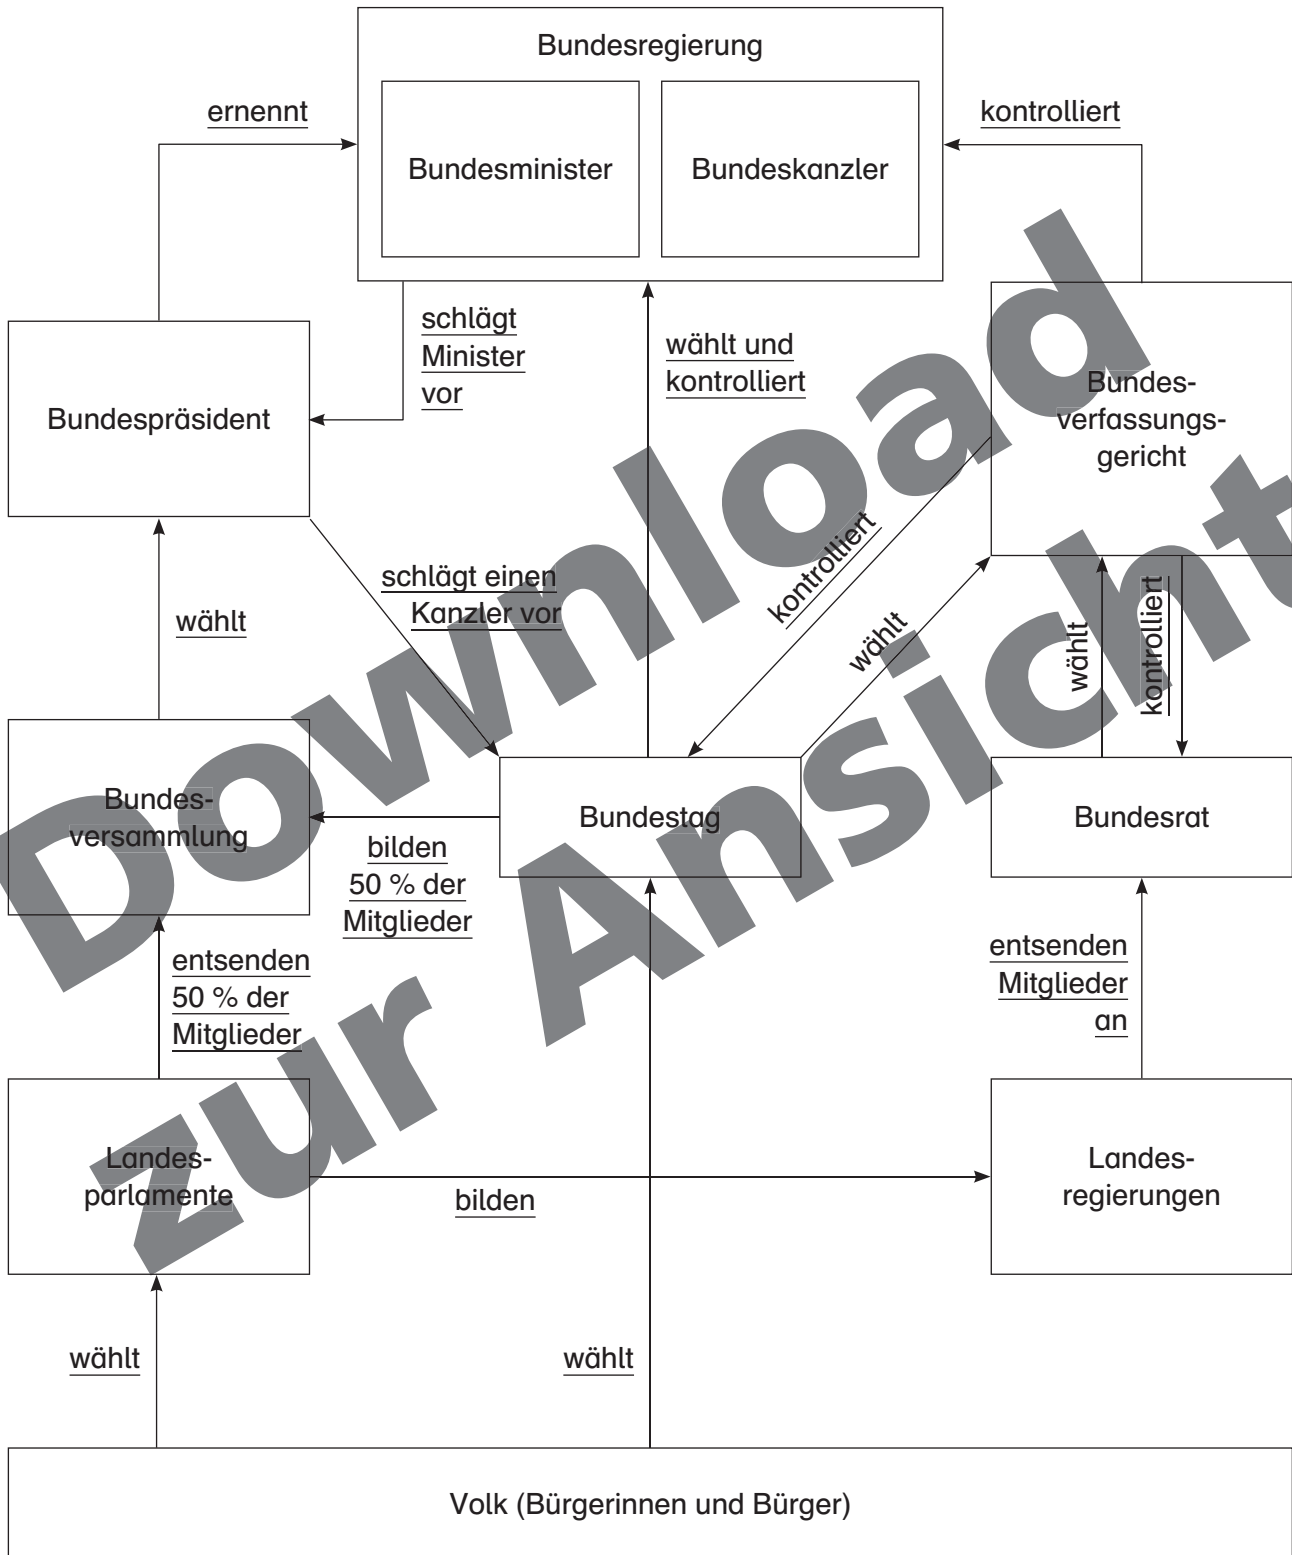 Bundesregierung
ernennt
kontrolliert
Bundesminister
Bundeskanzler
schlägt
Minister
vor
wählt und
kontrolliert
Bundespräsident
Bundes-
verfassungs-
gericht
kontrolliert
schlägt einen
Kanzler vor
wählt
wählt
wählt
kontrolliert
Bundes-
versammlung
Bundestag
Bundesrat
bilden
50 % der
Mitglieder
entsenden
50 % der
Mitglieder
entsenden
Mitglieder
an
Landes-
parlamente
bilden
Landes-
regierungen
wählt
wählt
Volk (Bürgerinnen und Bürger)
Download
zur Ansicht